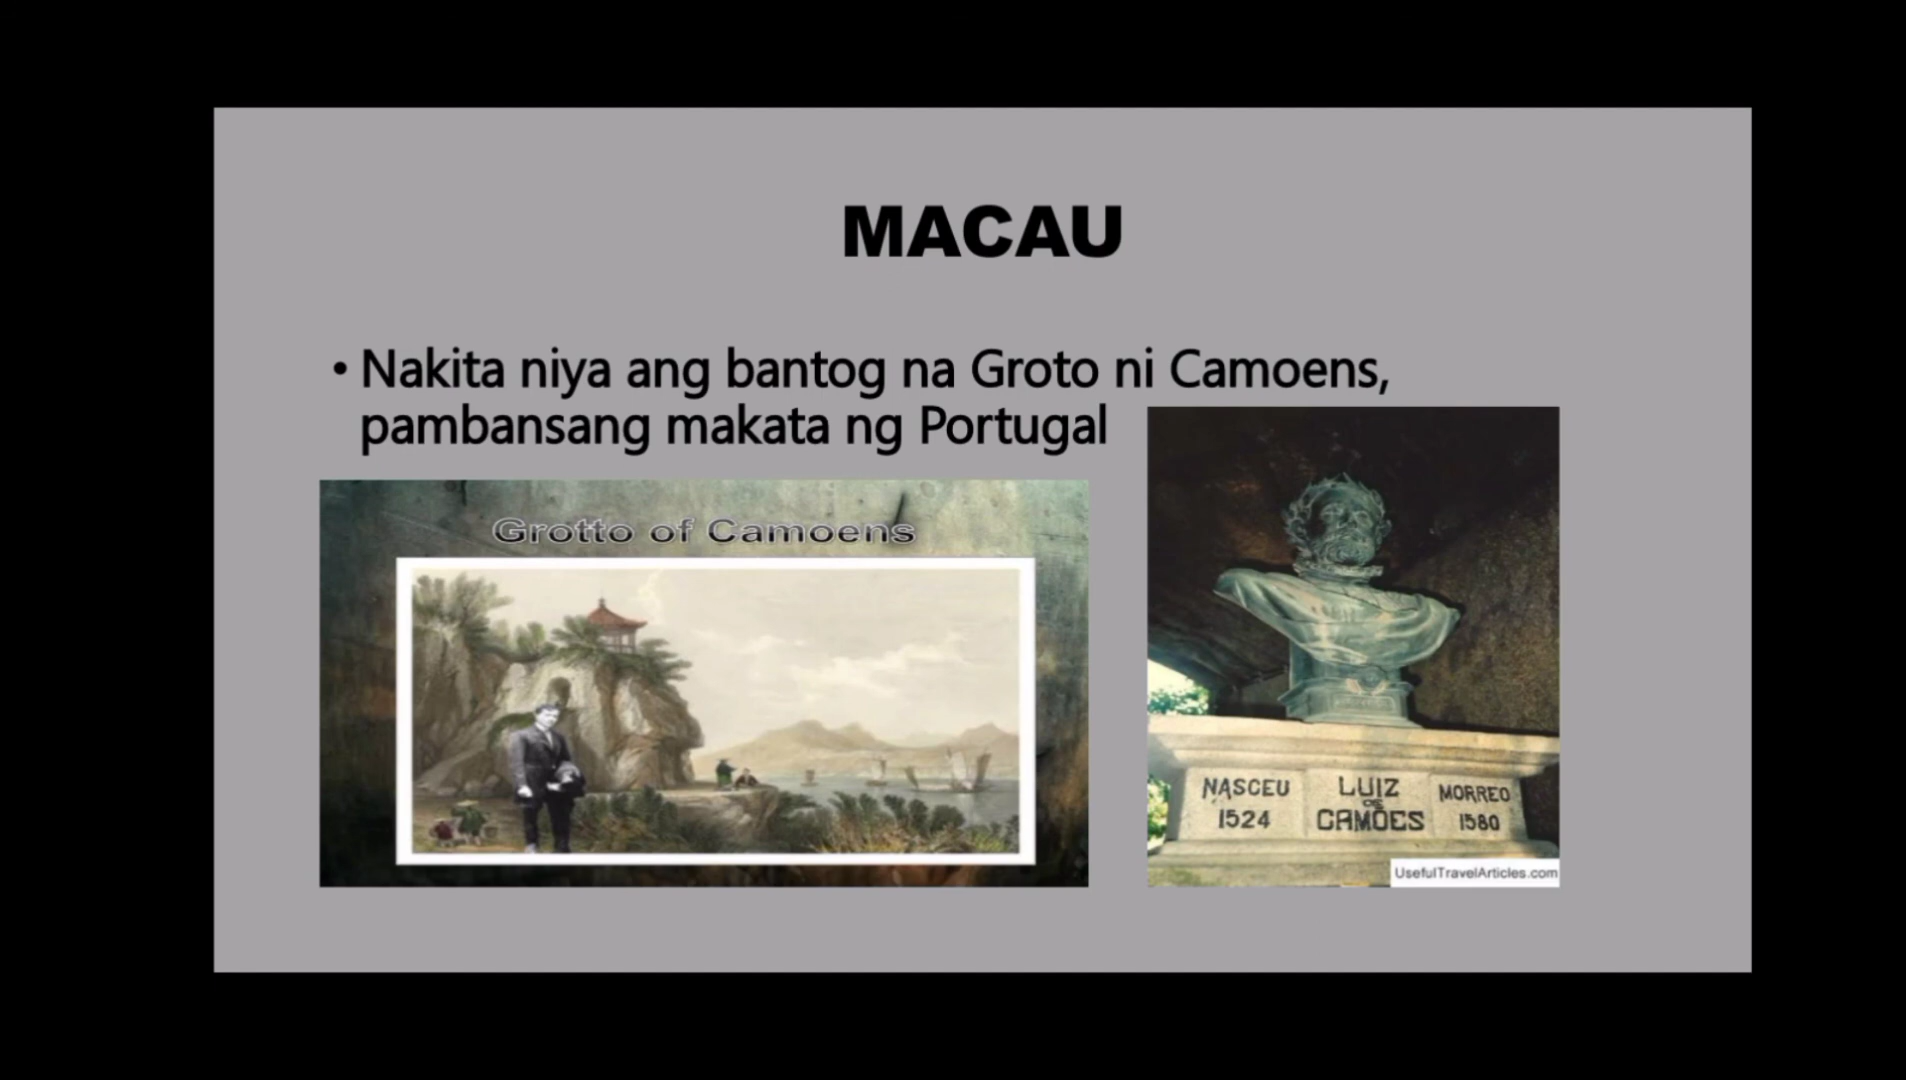 MACAU
• Nakita niya ang bantog na Groto ni Camoens,
pambansang makata ng Portugal
Grotto of Camoens
NASCEU
1524
LUIZ
DE
CAMÕES
MORREO
1580
UsefulTravelArticles.com